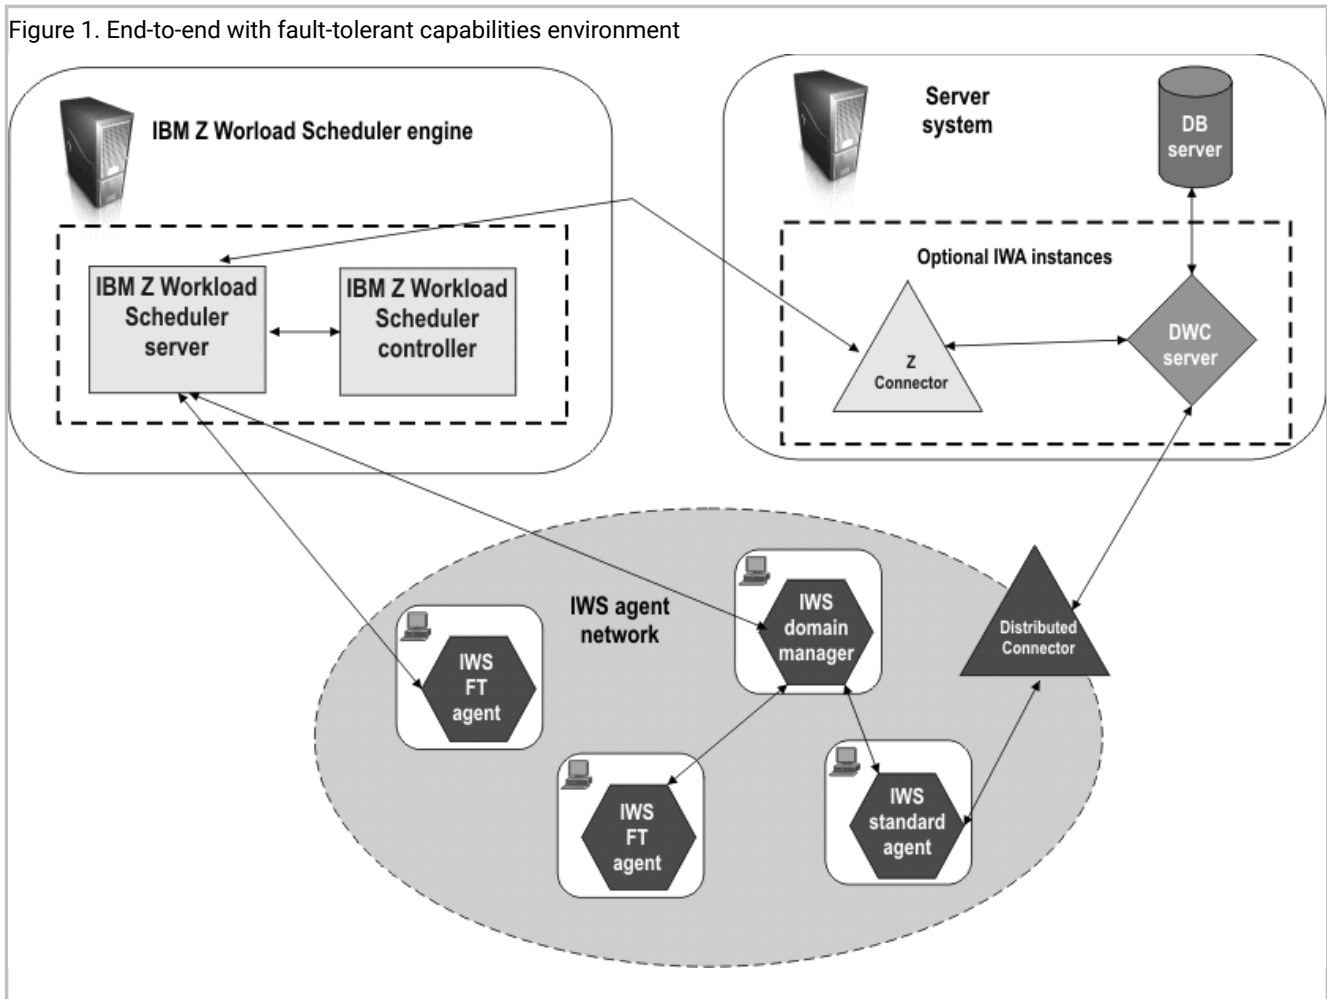 Figure 1. End-to-end with fault-tolerant capabilities environment
IBM Z Worload Scheduler engine
IBM Z Workload
Scheduler
server
IBM Z Workload
Scheduler
controller
Server
system
DB
server
Optional IWA instances
Z
Connector
DWC
server
IWS agent
network
IWS
FT
agent
IWS
domain
manager
Distributed
Connector
IWS
FT
agent
IWS
standard
agent